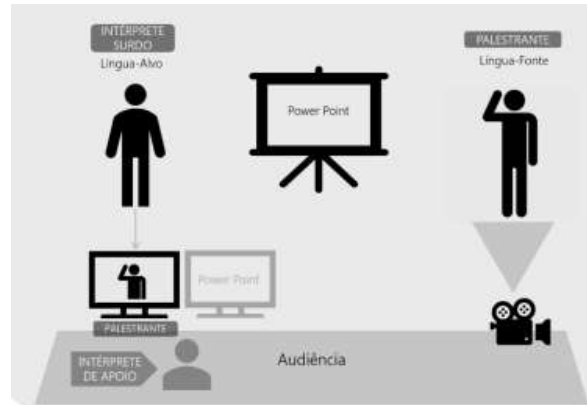 INTÉRPRETE
SURDO
Língua-Alvo
PALESTRANTE
Língua-Fonte
Power Point
Power Point
PALESTRANTE
INTÉRPRETE
DE APOIO
Audiência